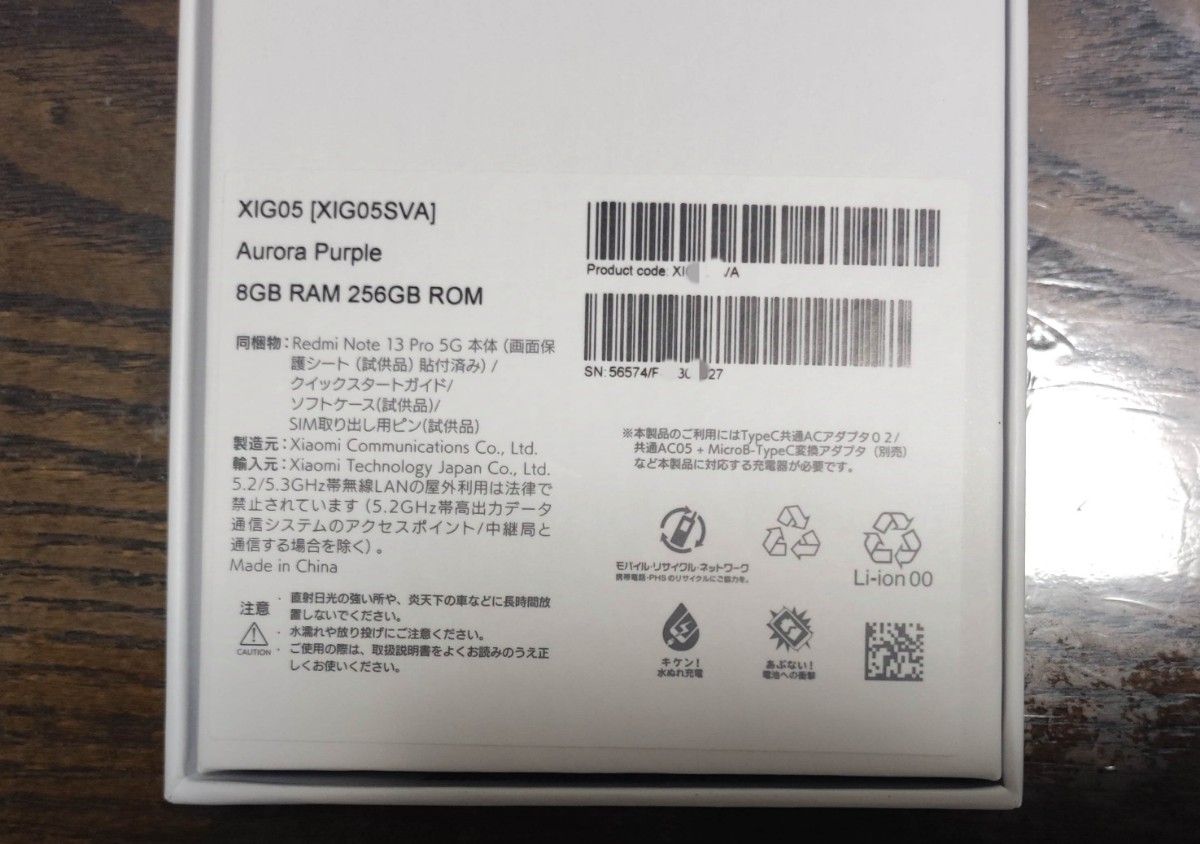 XIG05 [XIG05SVA]
Aurora Purple
8GB RAM 256GB ROM
同梱物：Redmi Note 13 Pro 5G 本体（画面保
護シート（試供品）貼付済み）/
クイックスタートガイド/
ソフトケース(試供品)/
SIM取り出し用ピン(試供品)
製造元：Xiaomi Communications Co., Ltd.
輸入元：Xiaomi Technology Japan Co., Ltd.
5.2/5.3GHz帯無線LANの屋外利用は法律で
禁止されています（5.2GHz帯高出力データ
通信システムのアクセスポイント/中継局と
通信する場合を除く）。
Made in China
注意
CAUTION
・直射日光の強い所や、炎天下の車などに長時間放
置しないでください。
・水濡れや放り投げにご注意ください。
・ご使用の際は、取扱説明書をよくお読みのうえ正
しくお使いください。
Product code: XI /A
SN: 56574/F 30 27
※本製品のご利用にはTypeC共通ACアダプタ０２/
共通AC05 + MicroB-TypeC変換アダプタ（別売）
など本製品に対応する充電器が必要です。
モバイル・リサイクル・ネットワーク
携帯電話・PHSのリサイクルにご協力を。
Li-ion 00
キケン！
水ぬれ充電
あぶない！
電池への衝撃